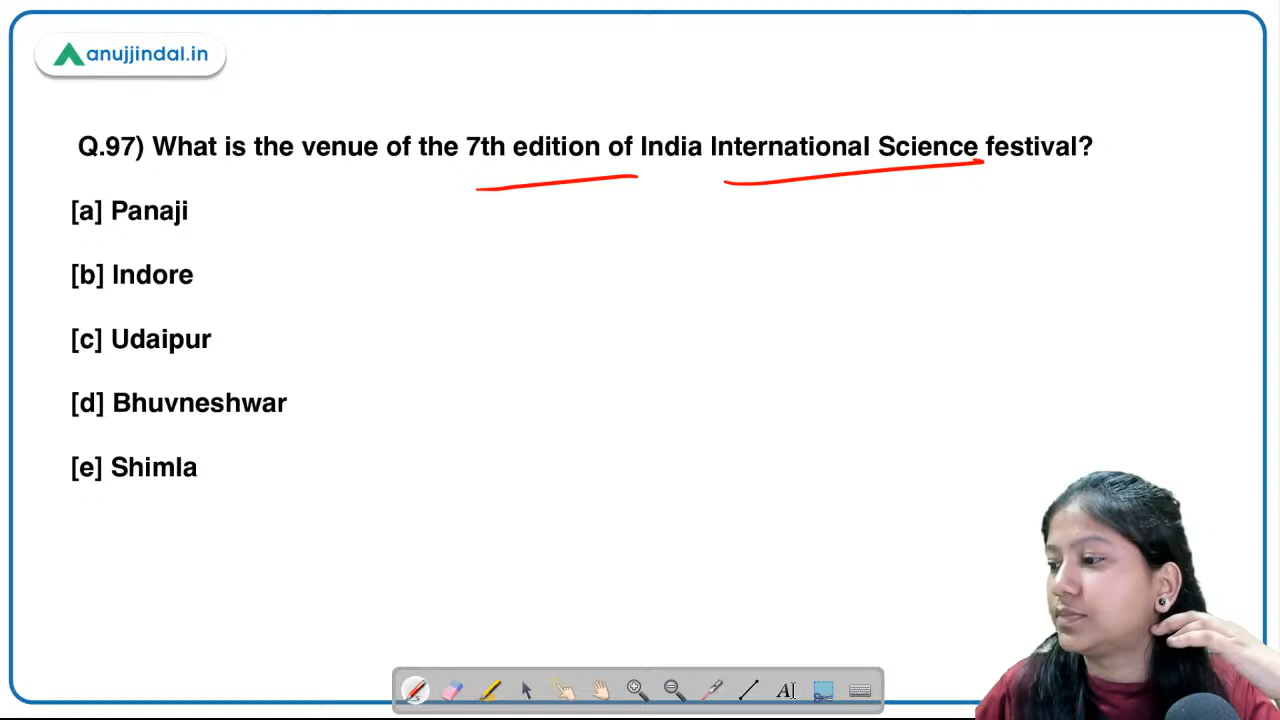 anujjindal.in
Q.97) What is the venue of the 7th edition of India International Science festival?
[a] Panaji
[b] Indore
[c] Udaipur
[d] Bhuvneshwar
[e] Shimla
A